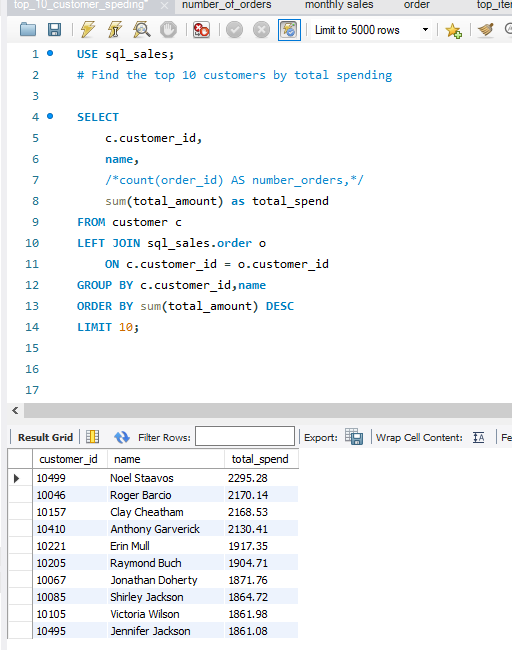 top_10_customer_speding* number_of_orders monthly sales order top_ite
Limit to 5000 rows
1 USE sql_sales;
2 # Find the top 10 customers by total spending
3
4 SELECT
5 c.customer_id,
6 name,
7 /*count(order_id) AS number_orders,*/
8 sum(total_amount) as total_spend
9 FROM customer c
10 LEFT JOIN sql_sales.order o
11 ON c.customer_id = o.customer_id
12 GROUP BY c.customer_id,name
13 ORDER BY sum(total_amount) DESC
14 LIMIT 10;
15
16
17
Result Grid Filter Rows: Export: Wrap Cell Content: Fe
customer_id name total_spend
10499 Noel Staavos 2295.28
10046 Roger Barcio 2170.14
10157 Clay Cheatham 2168.53
10410 Anthony Garverick 2130.41
10221 Erin Mull 1917.35
10205 Raymond Buch 1904.71
10067 Jonathan Doherty 1871.76
10085 Shirley Jackson 1864.72
10105 Victoria Wilson 1861.98
10495 Jennifer Jackson 1861.08